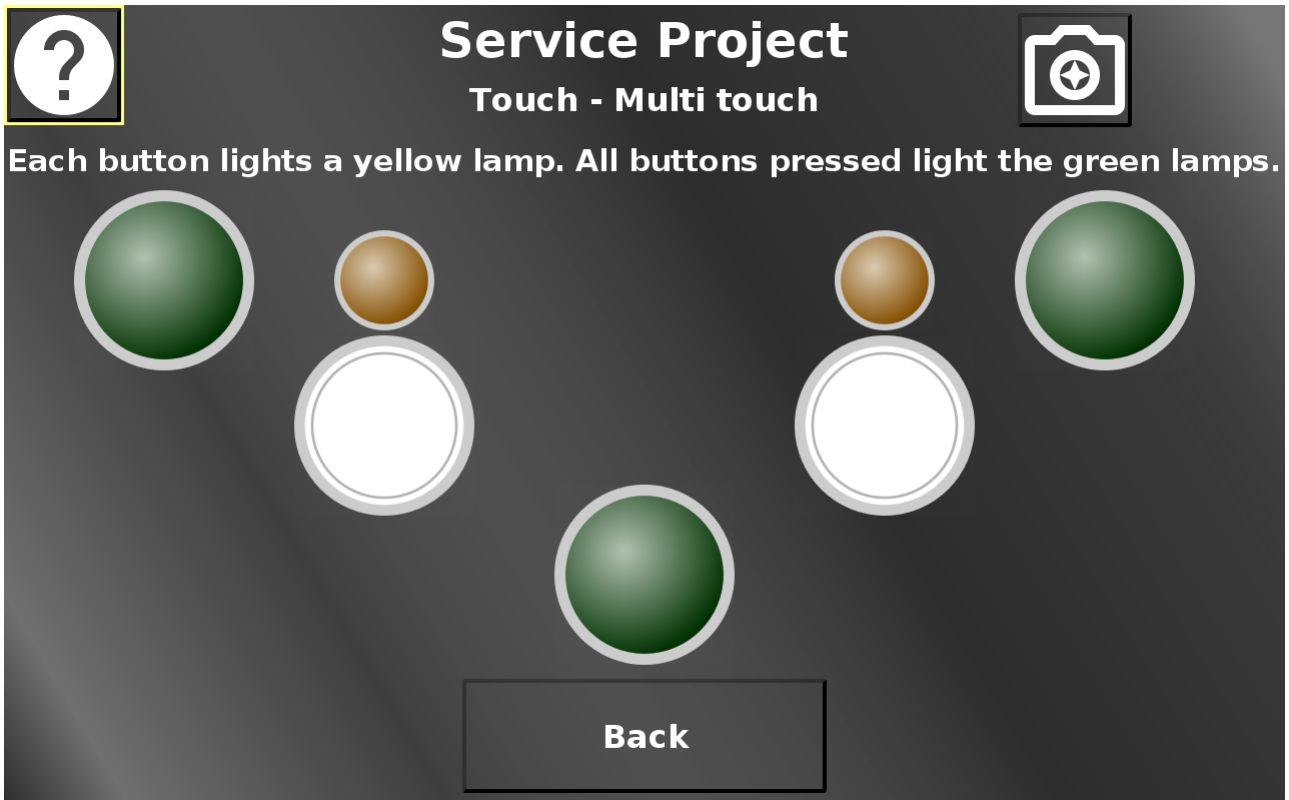 Service Project
Touch - Multi touch
Each button lights a yellow lamp. All buttons pressed light the green lamps.
Back